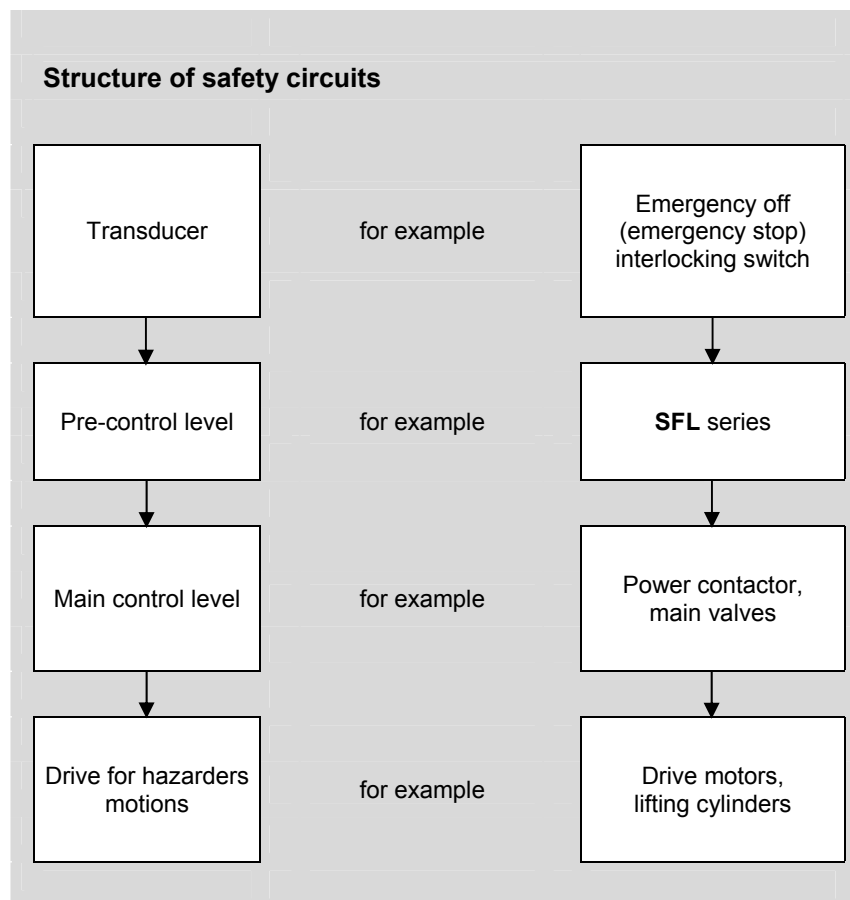 Structure of safety circuits
Transducer
for example
Emergency off
(emergency stop)
interlocking switch
Pre-control level
for example
SFL series
Main control level
for example
Power contactor,
main valves
Drive for hazarders
motions
for example
Drive motors,
lifting cylinders